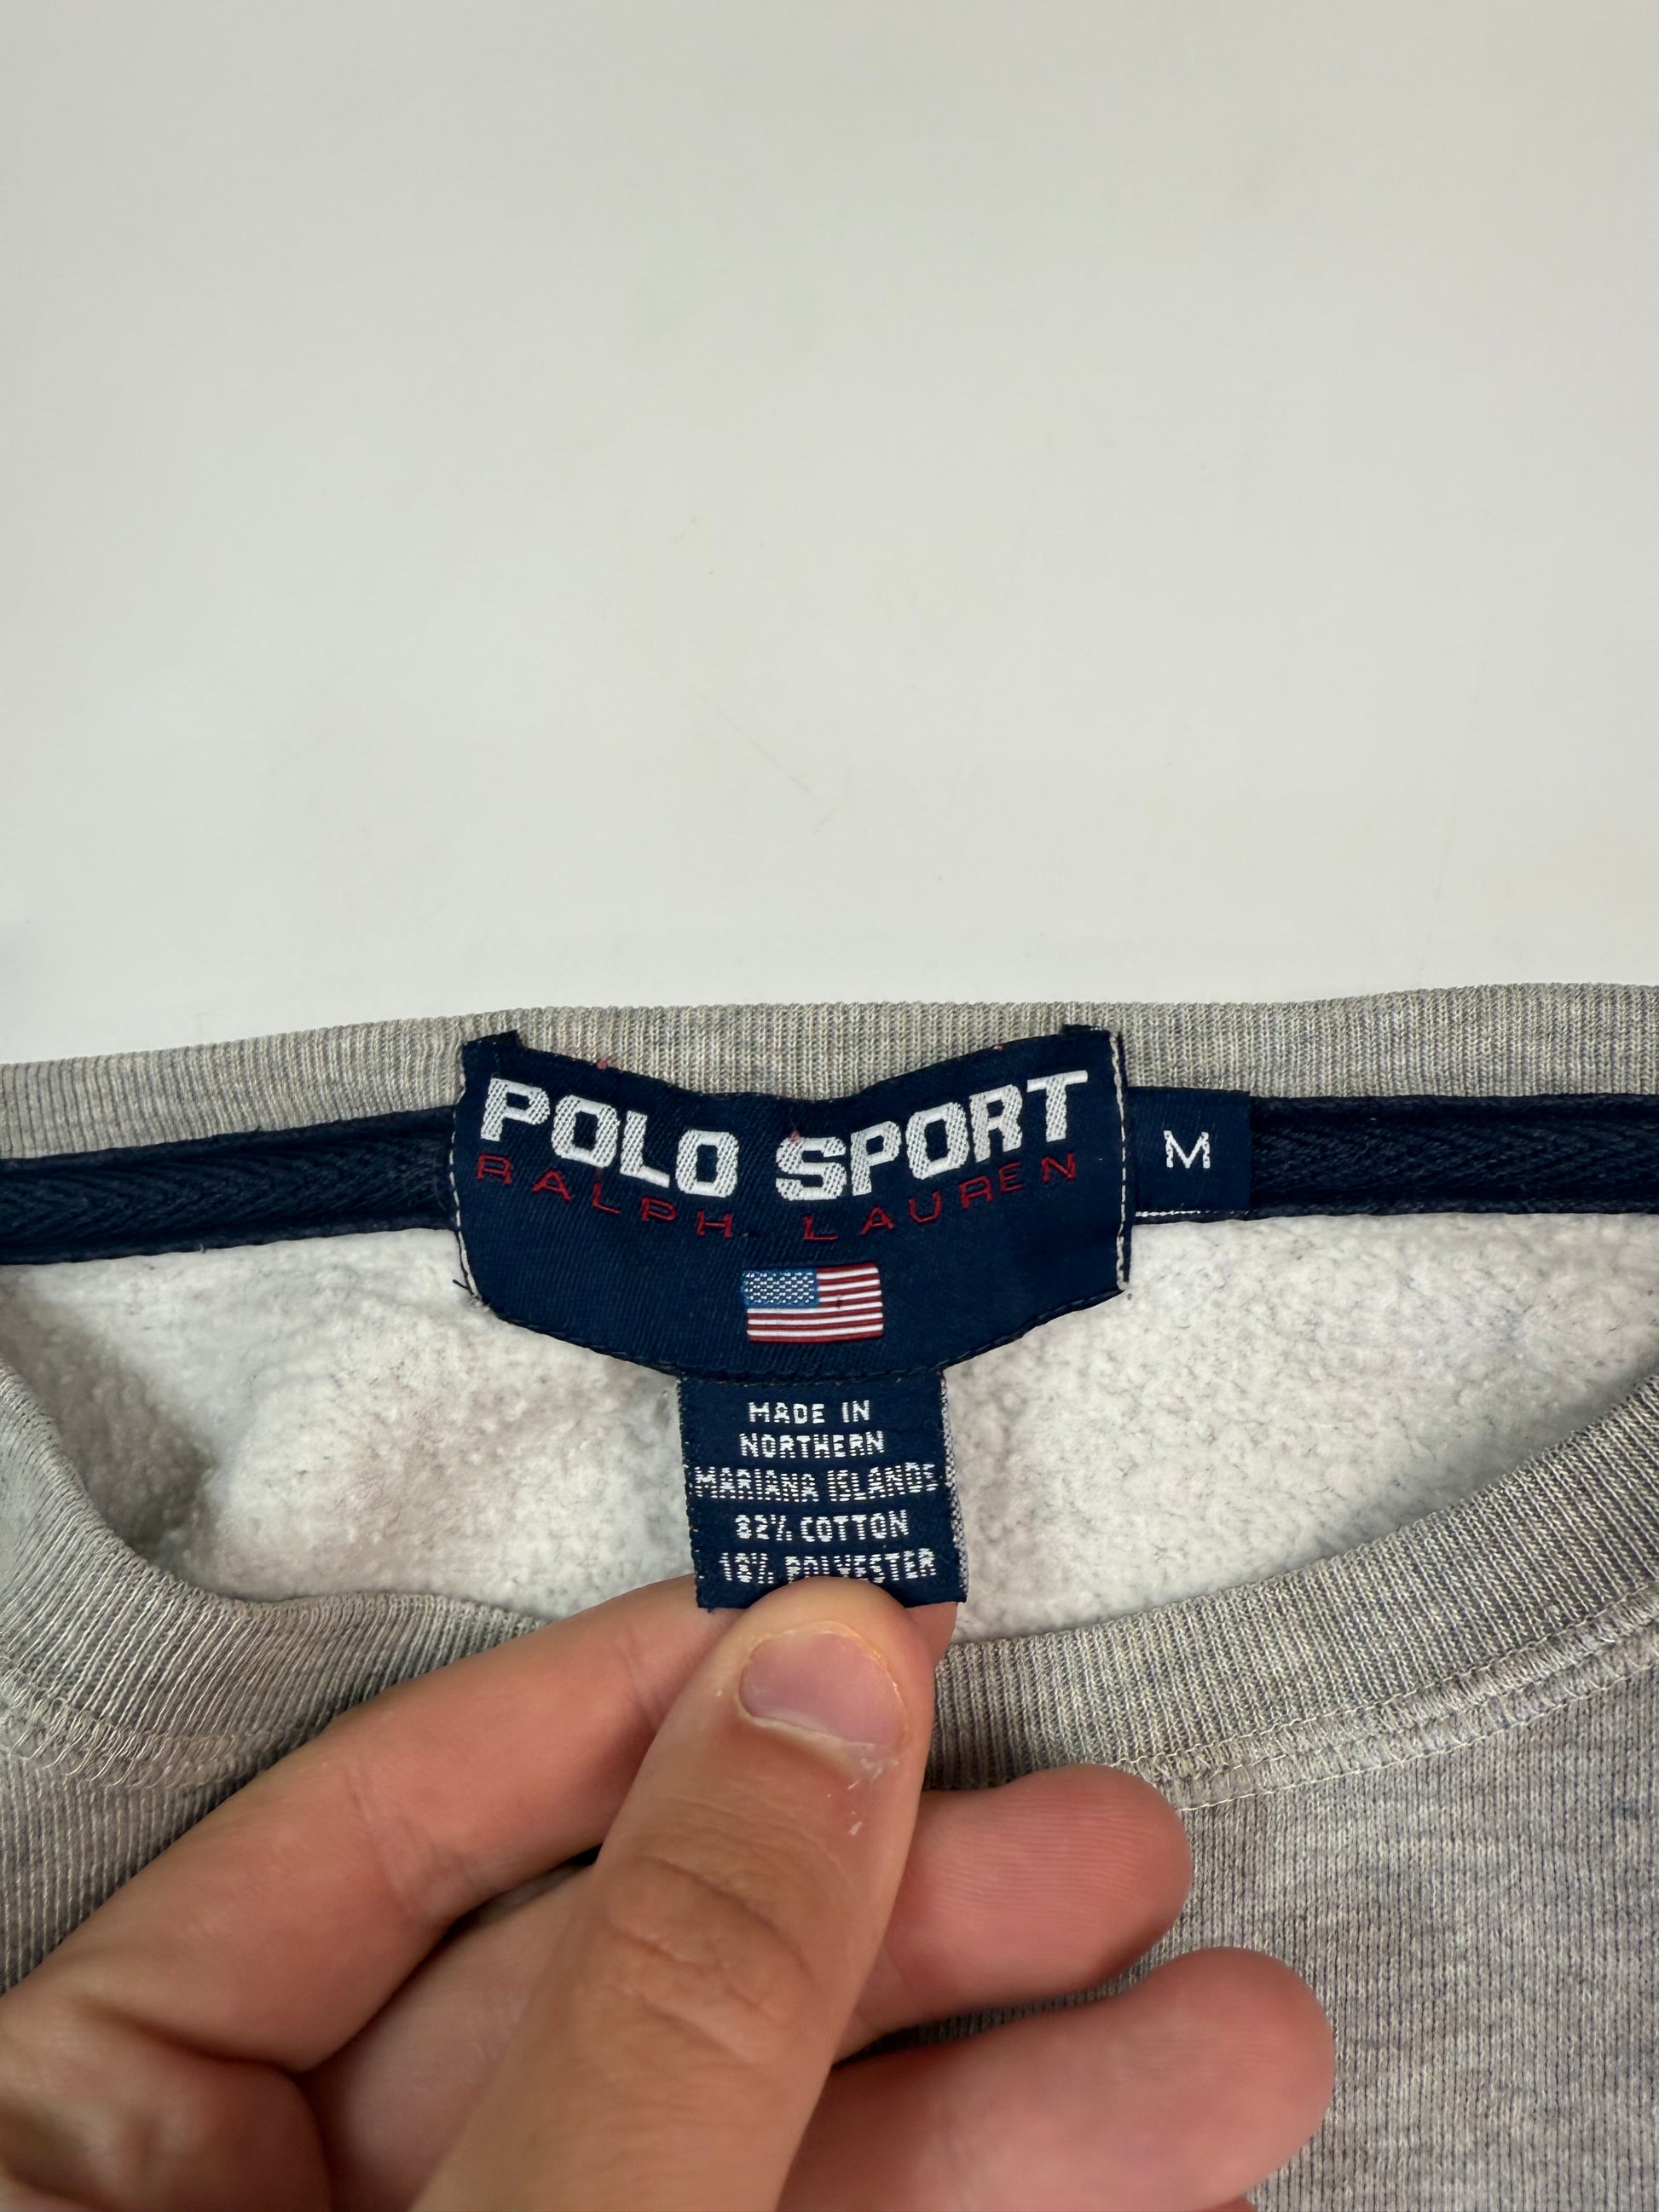 POLO SPORT
RALPH LAUREN
M
MADE IN
NORTHERN
MARIANA ISLANDS
82% COTTON
18% POLYESTER